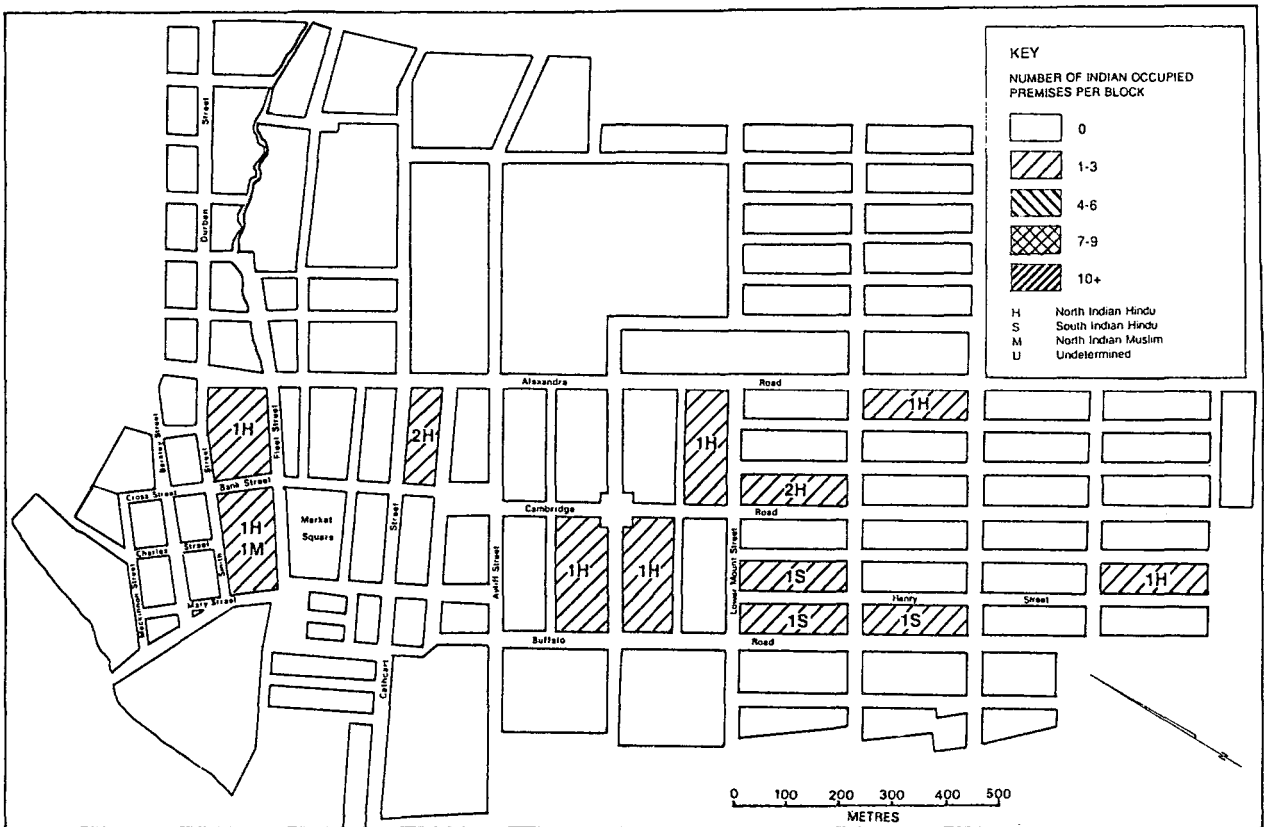 KEY
NUMBER OF INDIAN OCCUPIED
PREMISES PER BLOCK
0
1-3
4-6
7-9
10+
H North Indian Hindu
S South Indian Hindu
M North Indian Muslim
U Undetermined
Street
Durban
Alexandra Road
1H
2H
1H
1H
Berkley Street
Street
Fleet Street
Cross Street
Bank Street
2H
Cambridge Road
Market
Square
Street
1H
1M
1H
1H
Charles Street
Smith
Mackinnon Street
Mary Street
Ayliff Street
Lower Mount Street
1S
1H
Henry Street
1S
1S
Buffalo Road
Cathcart
N
0 100 200 300 400 500
METRES